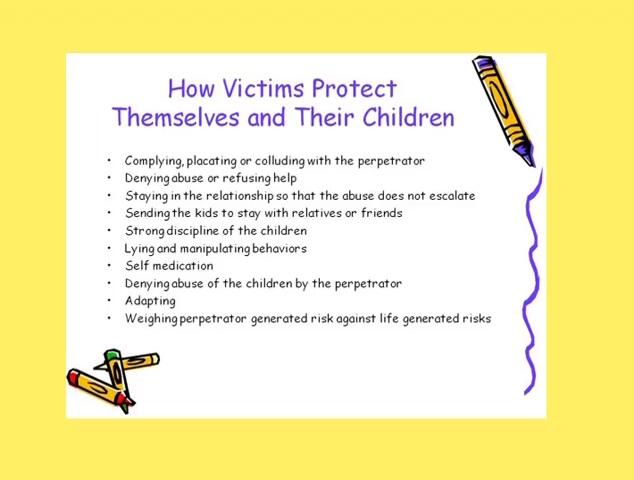 How Victims Protect
Themselves and Their Children
• Complying, placating or colluding with the perpetrator
• Denying abuse or refusing help
• Staying in the relationship so that the abuse does not escalate
• Sending the kids to stay with relatives or friends
• Strong discipline of the children
• Lying and manipulating behaviors
• Self medication
• Denying abuse of the children by the perpetrator
• Adapting
• Weighing perpetrator generated risk against life generated risks